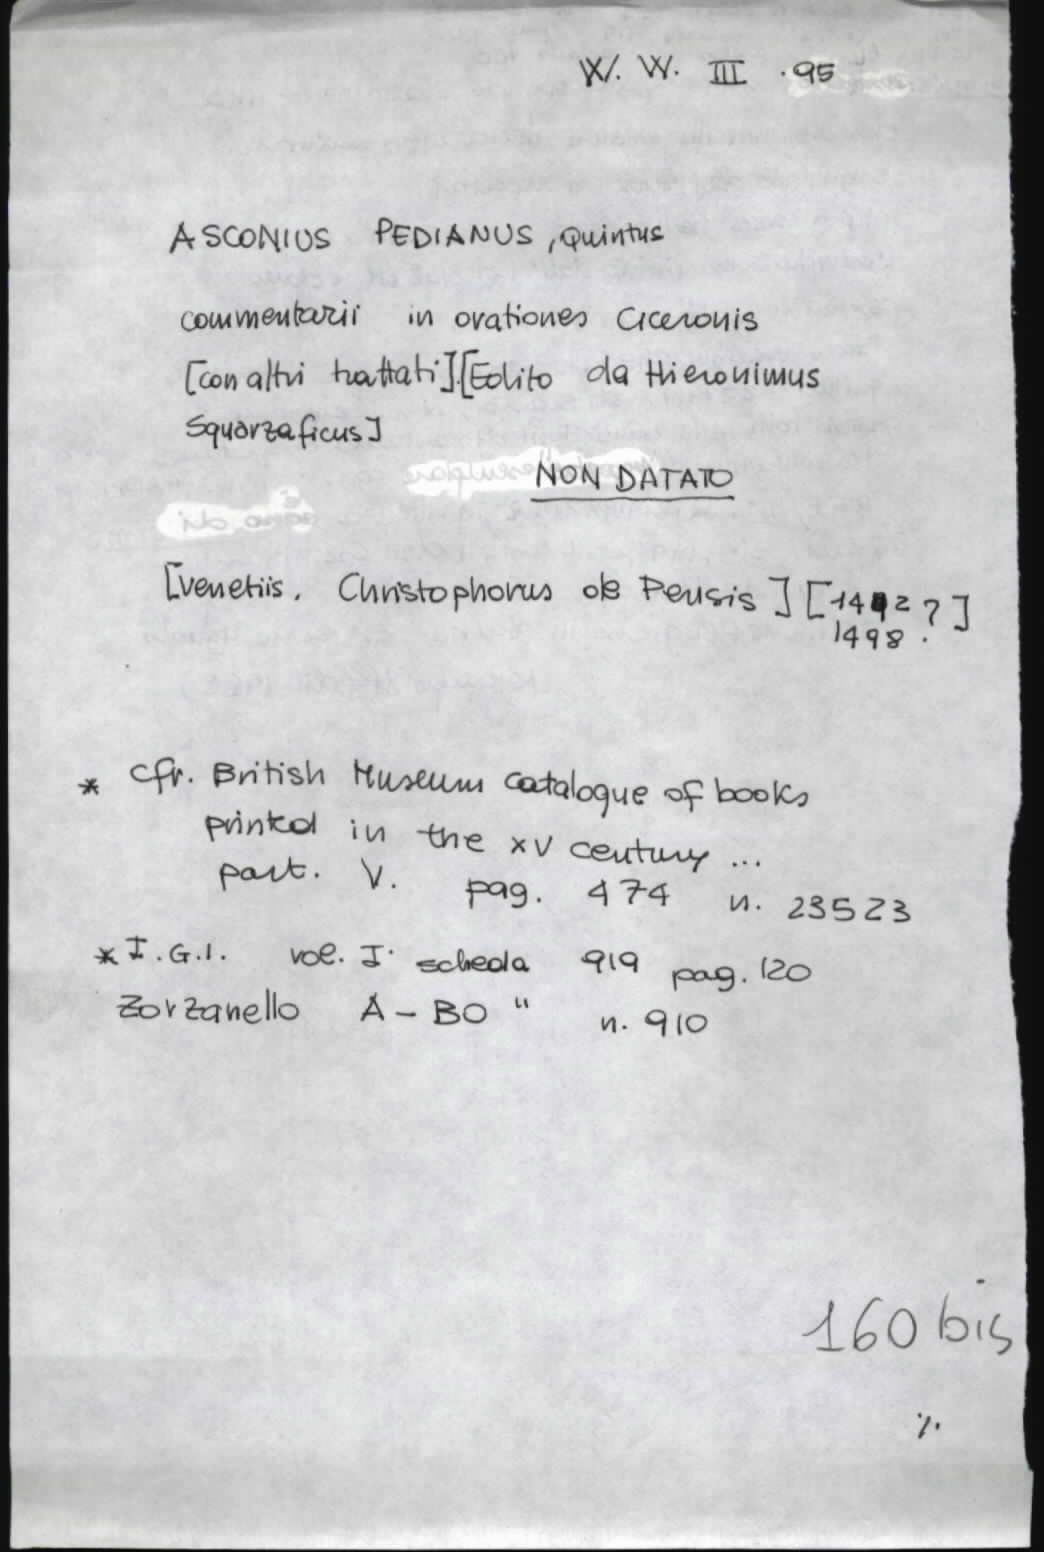 W. W. III . 95
ASCONIUS PEDIANUS, Quintus
commentarii in orationes Ciceronis
[con altri trattati].[Edito da Hieronimus
Squarzaficus]
NON DATATO
[Venetiis. Christophorus de Pensis] [1492?]
1498.
* Cfr. British Museum catalogue of books
printed in the XV century ...
part. V. pag. 474 n. 23523
* I.G.I. vol. I. scheda 919 pag. 120
Zorzanello A - BO " n. 910
160 bis